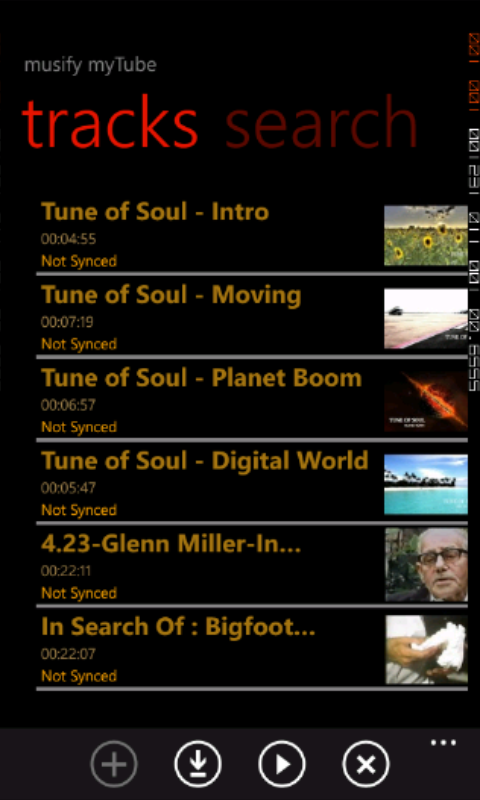 musify myTube
tracks search
Tune of Soul - Intro
00:04:55
Not Synced
Tune of Soul - Moving
00:07:19
Not Synced
Tune of Soul - Planet Boom
00:06:57
Not Synced
TUNE OF SOUL
Tune of Soul - Digital World
00:05:47
Not Synced
4.23-Glenn Miller-In...
00:22:11
Not Synced
In Search Of : Bigfoot...
00:22:07
Not Synced